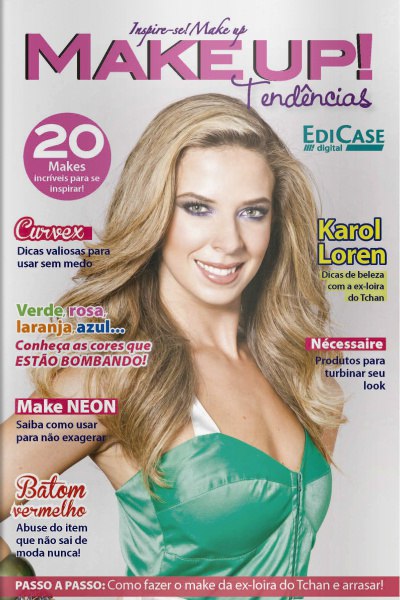 Inspire-se! Make up
MAKE UP!
Tendências
EDICASE
digital
20
Makes
incríveis para se
inspirar!
Curvex
Dicas valiosas para
usar sem medo
Karol
Loren
Dicas de beleza
com a ex-loira
do Tchan
Verde, rosa,
laranja, azul...
Conheça as cores que
ESTÃO BOMBANDO!
Nécessaire
Produtos para
turbinar seu
look
Make NEON
Saiba como usar
para não exagerar
Batom
vermelho
Abuse do item
que não sai de
moda nunca!
PASSO A PASSO: Como fazer o make da ex-loira do Tchan e arrasar!